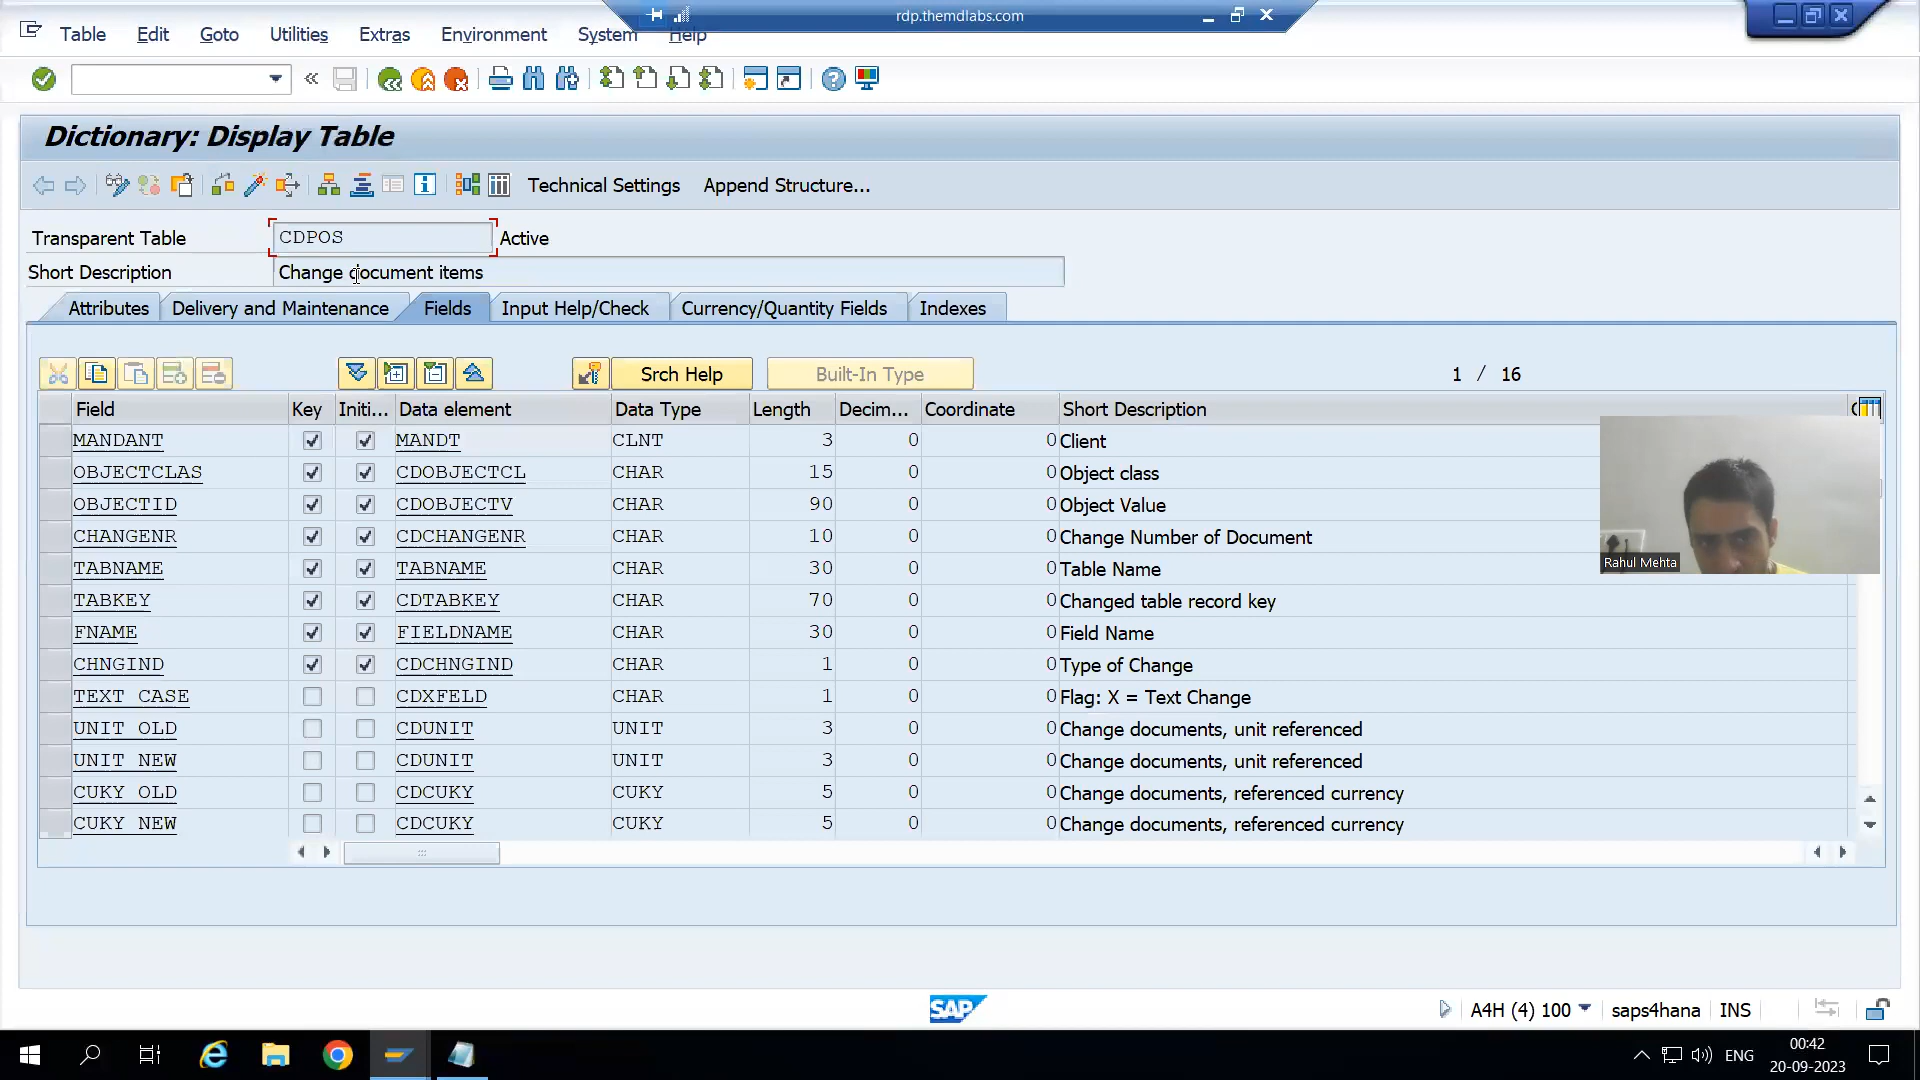 rdp.themdlabs.com
Table Edit Goto Utilities Extras Environment System Help
Dictionary: Display Table
Technical Settings Append Structure...
Transparent Table CDPOS Active
Short Description Change document items
Attributes Delivery and Maintenance Fields Input Help/Check Currency/Quantity Fields Indexes
Srch Help Built-In Type 1 / 16
Field Key Initi... Data element Data Type Length Decim... Coordinate Short Description
MANDANT MANDT CLNT 3 0 0 Client
OBJECTCLAS CDOBJECTCL CHAR 15 0 0 Object class
OBJECTID CDOBJECTV CHAR 90 0 0 Object Value
CHANGENR CDCHANGENR CHAR 10 0 0 Change Number of Document
TABNAME TABNAME CHAR 30 0 0 Table Name
TABKEY CDTABKEY CHAR 70 0 0 Changed table record key
FNAME FIELDNAME CHAR 30 0 0 Field Name
CHNGIND CDCHNGIND CHAR 1 0 0 Type of Change
TEXT_CASE CDXFELD CHAR 1 0 0 Flag: X = Text Change
UNIT_OLD CDUNIT UNIT 3 0 0 Change documents, unit referenced
UNIT_NEW CDUNIT UNIT 3 0 0 Change documents, unit referenced
CUKY_OLD CDCUKY CUKY 5 0 0 Change documents, referenced currency
CUKY_NEW CDCUKY CUKY 5 0 0 Change documents, referenced currency
Rahul Mehta
SAP
A4H (4) 100 saps4hana INS
ENG
00:42
20-09-2023